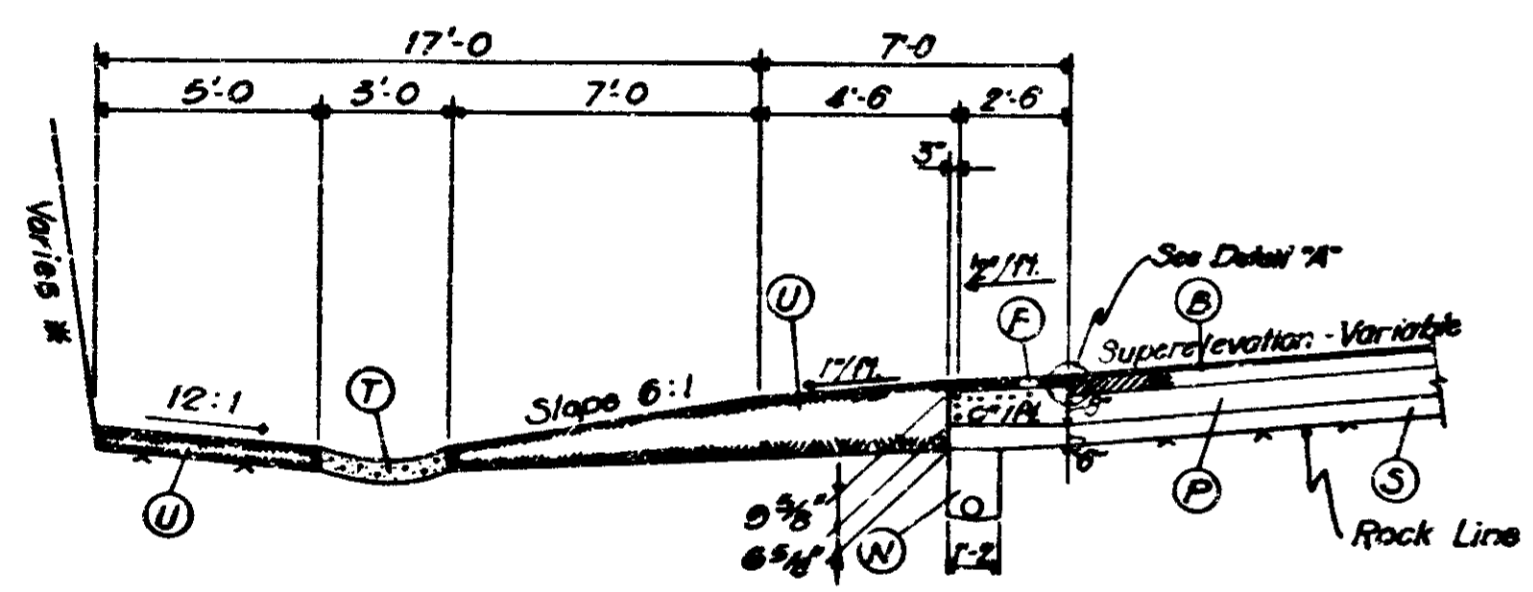 17'-0 7'-0
5'-0 3'-0 7'-0 4'-6 2'-6
3"
Varies *
See Detail "A"
1/2"/ft.
U F B
Superelevation - Variable
1"/ft.
12:1 T Slope 6:1
0"/ft. 5"
6"
U P S
9 5/8" O
6 5/16" N 1'-2
Rock Line